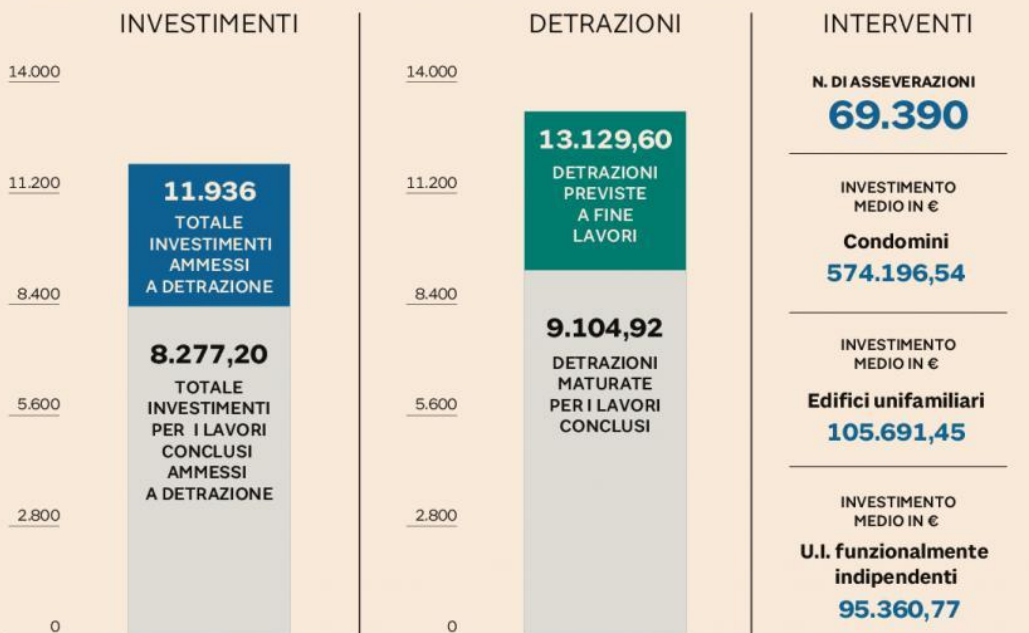 INVESTIMENTI
14.000
11.200
8.400
5.600
2.800
0
11.936
TOTALE
INVESTIMENTI
AMMESSI
A DETRAZIONE
8.277,20
TOTALE
INVESTIMENTI
PER I LAVORI
CONCLUSI
AMMESSI
A DETRAZIONE
DETRAZIONI
14.000
11.200
8.400
5.600
2.800
0
13.129,60
DETRAZIONI
PREVISTE
A FINE
LAVORI
9.104,92
DETRAZIONI
MATURATE
PER I LAVORI
CONCLUSI
INTERVENTI
N. DI ASSEVERAZIONI
69.390
INVESTIMENTO
MEDIO IN €
Condomini
574.196,54
INVESTIMENTO
MEDIO IN €
Edifici unifamiliari
105.691,45
INVESTIMENTO
MEDIO IN €
U.I. funzionalmente
indipendenti
95.360,77